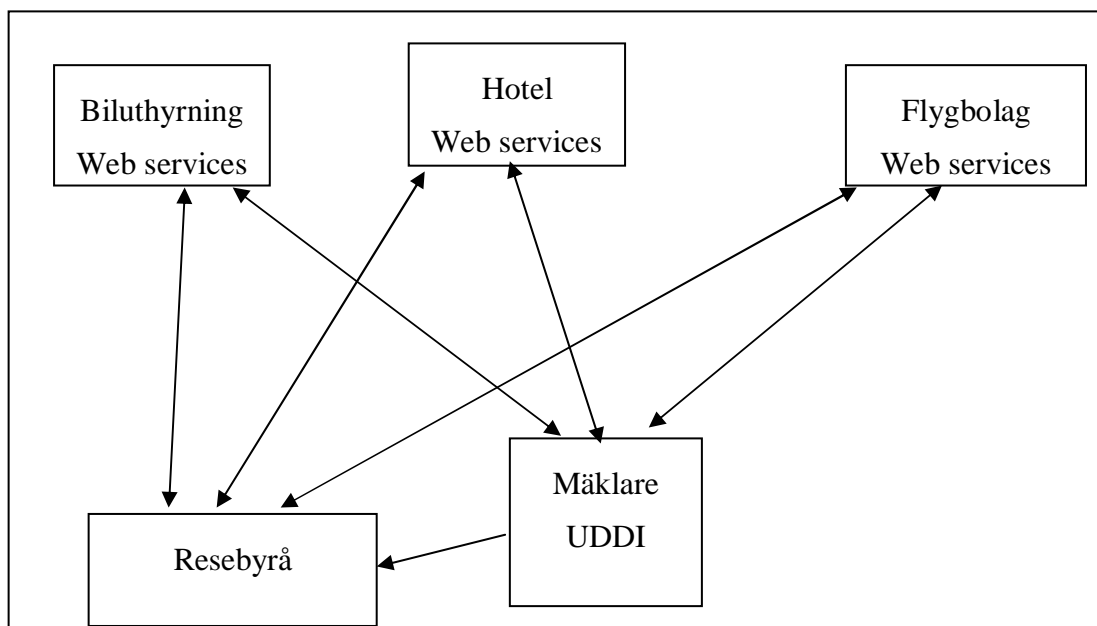 Biluthyrning
Web services
Hotel
Web services
Flygbolag
Web services
Mäklare
UDDI
Resebyrå